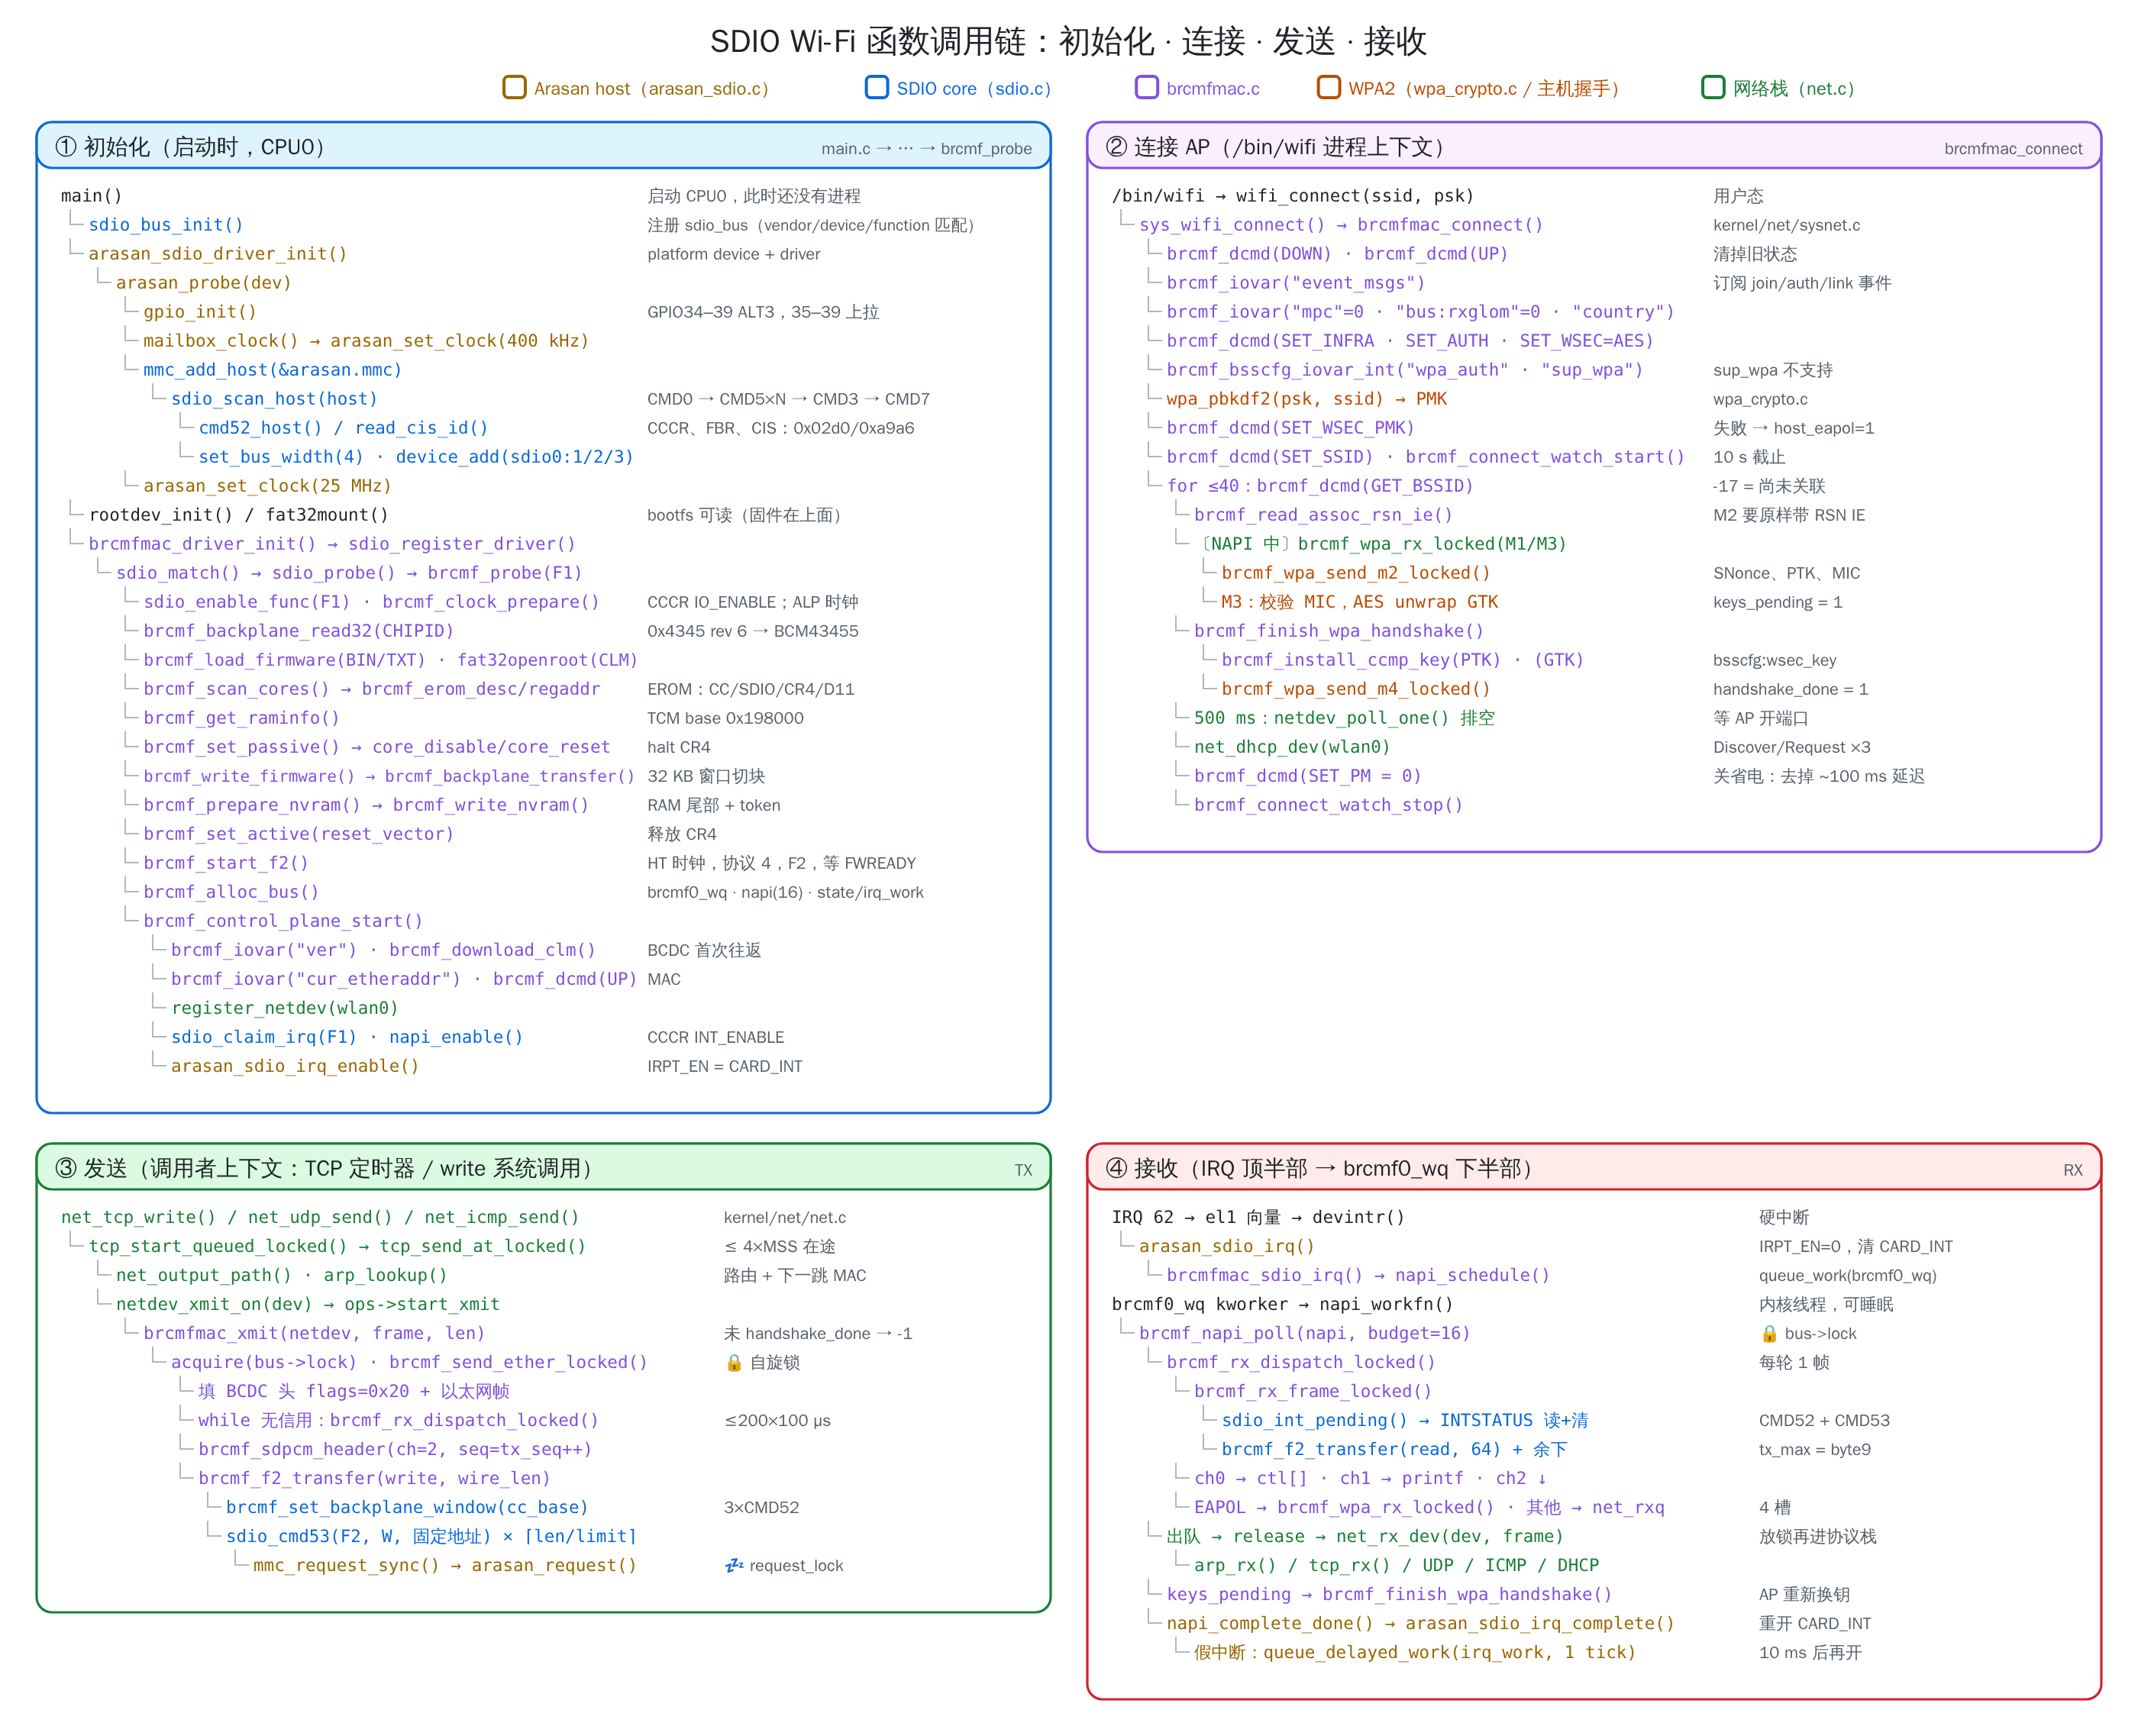 SDIO Wi-Fi 函数调用链：初始化 · 连接 · 发送 · 接收
Arasan host（arasan_sdio.c） SDIO core（sdio.c） brcmfmac.c WPA2（wpa_crypto.c / 主机握手） 网络栈（net.c）
① 初始化（启动时，CPU0） main.c → ··· → brcmf_probe
main() 启动 CPU0，此时还没有进程
sdio_bus_init() 注册 sdio_bus（vendor/device/function 匹配）
arasan_sdio_driver_init() platform device + driver
arasan_probe(dev)
gpio_init() GPIO34–39 ALT3，35–39 上拉
mailbox_clock() → arasan_set_clock(400 kHz)
mmc_add_host(&arasan.mmc)
sdio_scan_host(host) CMD0 → CMD5×N → CMD3 → CMD7
cmd52_host() / read_cis_id() CCCR、FBR、CIS：0x02d0/0xa9a6
set_bus_width(4) · device_add(sdio0:1/2/3)
arasan_set_clock(25 MHz)
rootdev_init() / fat32mount() bootfs 可读（固件在上面）
brcmfmac_driver_init() → sdio_register_driver()
sdio_match() → sdio_probe() → brcmf_probe(F1)
sdio_enable_func(F1) · brcmf_clock_prepare() CCCR IO_ENABLE；ALP 时钟
brcmf_backplane_read32(CHIPID) 0x4345 rev 6 → BCM43455
brcmf_load_firmware(BIN/TXT) · fat32openroot(CLM)
brcmf_scan_cores() → brcmf_erom_desc/regaddr EROM：CC/SDIO/CR4/D11
brcmf_get_raminfo() TCM base 0x198000
brcmf_set_passive() → core_disable/core_reset halt CR4
brcmf_write_firmware() → brcmf_backplane_transfer() 32 KB 窗口切块
brcmf_prepare_nvram() → brcmf_write_nvram() RAM 尾部 + token
brcmf_set_active(reset_vector) 释放 CR4
brcmf_start_f2() HT 时钟，协议 4，F2，等 FWREADY
brcmf_alloc_bus() brcmf0_wq · napi(16) · state/irq_work
brcmf_control_plane_start()
brcmf_iovar("ver") · brcmf_download_clm() BCDC 首次往返
brcmf_iovar("cur_etheraddr") · brcmf_dcmd(UP) MAC
register_netdev(wlan0)
sdio_claim_irq(F1) · napi_enable() CCCR INT_ENABLE
arasan_sdio_irq_enable() IRPT_EN = CARD_INT
② 连接 AP（/bin/wifi 进程上下文） brcmfmac_connect
/bin/wifi → wifi_connect(ssid, psk) 用户态
sys_wifi_connect() → brcmfmac_connect() kernel/net/sysnet.c
brcmf_dcmd(DOWN) · brcmf_dcmd(UP) 清掉旧状态
brcmf_iovar("event_msgs") 订阅 join/auth/link 事件
brcmf_iovar("mpc"=0 · "bus:rxglom"=0 · "country")
brcmf_dcmd(SET_INFRA · SET_AUTH · SET_WSEC=AES)
brcmf_bsscfg_iovar_int("wpa_auth" · "sup_wpa") sup_wpa 不支持
wpa_pbkdf2(psk, ssid) → PMK wpa_crypto.c
brcmf_dcmd(SET_WSEC_PMK) 失败 → host_eapol=1
brcmf_dcmd(SET_SSID) · brcmf_connect_watch_start() 10 s 截止
for ≤40：brcmf_dcmd(GET_BSSID) -17 = 尚未关联
brcmf_read_assoc_rsn_ie() M2 要原样带 RSN IE
〔NAPI 中〕brcmf_wpa_rx_locked(M1/M3)
brcmf_wpa_send_m2_locked() SNonce、PTK、MIC
M3：校验 MIC，AES unwrap GTK keys_pending = 1
brcmf_finish_wpa_handshake()
brcmf_install_ccmp_key(PTK) · (GTK) bsscfg:wsec_key
brcmf_wpa_send_m4_locked() handshake_done = 1
500 ms：netdev_poll_one() 排空 等 AP 开端口
net_dhcp_dev(wlan0) Discover/Request ×3
brcmf_dcmd(SET_PM = 0) 关省电：去掉 ~100 ms 延迟
brcmf_connect_watch_stop()
③ 发送（调用者上下文：TCP 定时器 / write 系统调用） TX
net_tcp_write() / net_udp_send() / net_icmp_send() kernel/net/net.c
tcp_start_queued_locked() → tcp_send_at_locked() ≤ 4×MSS 在途
net_output_path() · arp_lookup() 路由 + 下一跳 MAC
netdev_xmit_on(dev) → ops->start_xmit
brcmfmac_xmit(netdev, frame, len) 未 handshake_done → -1
acquire(bus->lock) · brcmf_send_ether_locked() 🔒 自旋锁
填 BCDC 头 flags=0x20 + 以太网帧
while 无信用：brcmf_rx_dispatch_locked() ≤200×100 µs
brcmf_sdpcm_header(ch=2, seq=tx_seq++)
brcmf_f2_transfer(write, wire_len)
brcmf_set_backplane_window(cc_base) 3×CMD52
sdio_cmd53(F2, W, 固定地址) × ⌈len/limit⌉
mmc_request_sync() → arasan_request() 💤 request_lock
④ 接收（IRQ 顶半部 → brcmf0_wq 下半部） RX
IRQ 62 → el1 向量 → devintr() 硬中断
arasan_sdio_irq() IRPT_EN=0，清 CARD_INT
brcmfmac_sdio_irq() → napi_schedule() queue_work(brcmf0_wq)
brcmf0_wq kworker → napi_workfn() 内核线程，可睡眠
brcmf_napi_poll(napi, budget=16) 🔒 bus->lock
brcmf_rx_dispatch_locked() 每轮 1 帧
brcmf_rx_frame_locked()
sdio_int_pending() → INTSTATUS 读+清 CMD52 + CMD53
brcmf_f2_transfer(read, 64) + 余下 tx_max = byte9
ch0 → ctl[] · ch1 → printf · ch2 ↓
EAPOL → brcmf_wpa_rx_locked() · 其他 → net_rxq 4 槽
出队 → release → net_rx_dev(dev, frame) 放锁再进协议栈
arp_rx() / tcp_rx() / UDP / ICMP / DHCP
keys_pending → brcmf_finish_wpa_handshake() AP 重新换钥
napi_complete_done() → arasan_sdio_irq_complete() 重开 CARD_INT
假中断：queue_delayed_work(irq_work, 1 tick) 10 ms 后再开